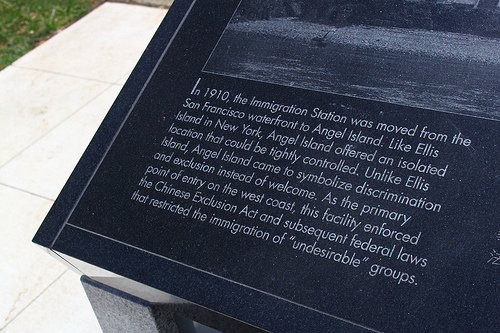 In 1910, the Immigration Station was moved from the
San Francisco waterfront to Angel Island. Like Ellis
Island in New York, Angel Island offered an isolated
location that could be tightly controlled. Unlike Ellis
Island, Angel Island came to symbolize discrimination
and exclusion instead of welcome. As the primary
point of entry on the west coast, this facility enforced
the Chinese Exclusion Act and subsequent federal laws
that restricted the immigration of “undesirable” groups.